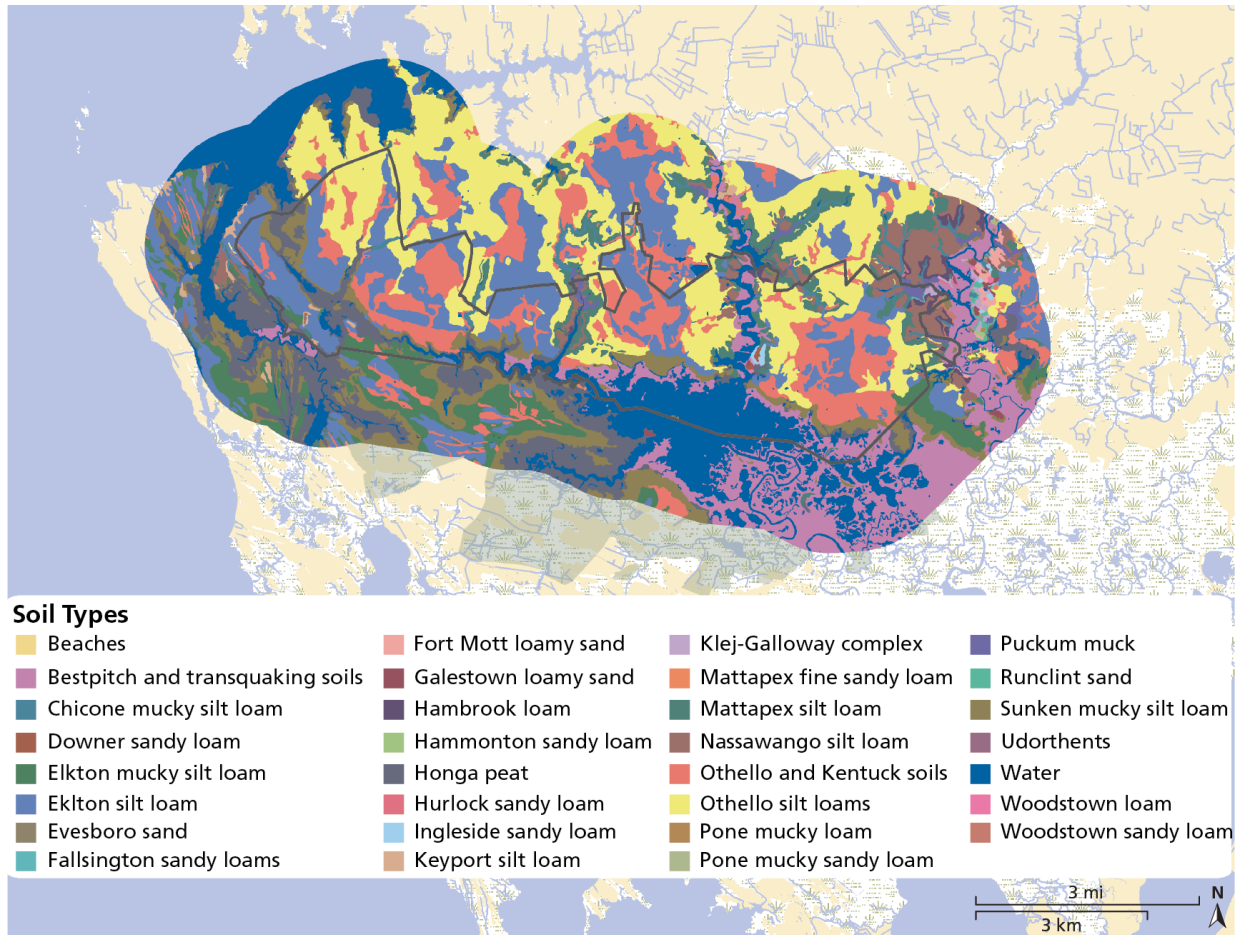 Soil Types
Beaches
Bestpitch and transquaking soils
Chicone mucky silt loam
Downer sandy loam
Elkton mucky silt loam
Eklton silt loam
Evesboro sand
Fallsington sandy loams
Fort Mott loamy sand
Galestown loamy sand
Hambrook loam
Hammonton sandy loam
Honga peat
Hurlock sandy loam
Ingleside sandy loam
Keyport silt loam
Klej-Galloway complex
Mattapex fine sandy loam
Mattapex silt loam
Nassawango silt loam
Othello and Kentuck soils
Othello silt loams
Pone mucky loam
Pone mucky sandy loam
Puckum muck
Runclint sand
Sunken mucky silt loam
Udorthents
Water
Woodstown loam
Woodstown sandy loam
3 mi
3 km
N